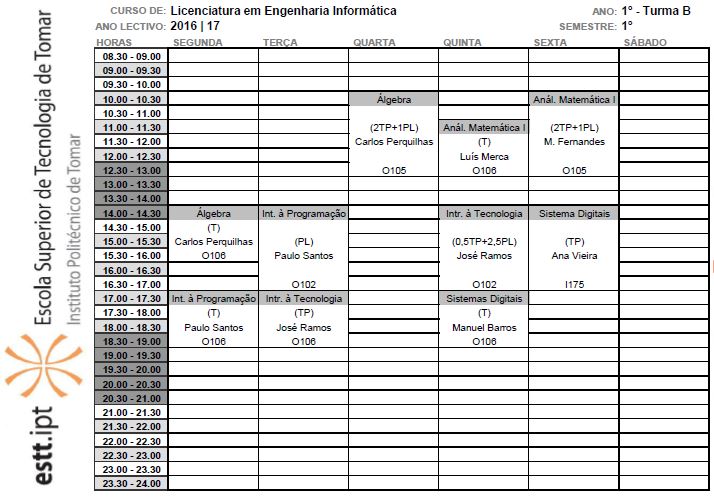 CURSO DE: Licenciatura em Engenharia Informática ANO: 1º - Turma B
ANO LECTIVO: 2016 | 17 SEMESTRE: 1º
HORAS SEGUNDA TERÇA QUARTA QUINTA SEXTA SÁBADO
08.30 - 09.00
09.00 - 09.30
09.30 - 10.00
10.00 - 10.30 Álgebra Anál. Matemática I
10.30 - 11.00
11.00 - 11.30 (2TP+1PL) Anál. Matemática I (2TP+1PL)
11.30 - 12.00 Carlos Perquilhas (T) M. Fernandes
12.00 - 12.30 Luís Merca
12.30 - 13.00 O105 O106 O105
13.00 - 13.30
13.30 - 14.00
14.00 - 14.30 Álgebra Int. à Programação Intr. à Tecnologia Sistema Digitais
14.30 - 15.00 (T)
15.00 - 15.30 Carlos Perquilhas (PL) (0,5TP+2,5PL) (TP)
15.30 - 16.00 O106 Paulo Santos José Ramos Ana Vieira
16.00 - 16.30
16.30 - 17.00 O102 O102 I175
17.00 - 17.30 Int. à Programação Intr. à Tecnologia Sistemas Digitais
17.30 - 18.00 (T) (TP) (T)
18.00 - 18.30 Paulo Santos José Ramos Manuel Barros
18.30 - 19.00 O106 O106 O106
19.00 - 19.30
19.30 - 20.00
20.00 - 20.30
20.30 - 21.00
21.00 - 21.30
21.30 - 22.00
22.00 - 22.30
22.30 - 23.00
23.00 - 23.30
23.30 - 24.00
Escola Superior de Tecnologia de Tomar
Instituto Politécnico de Tomar
estt.ipt